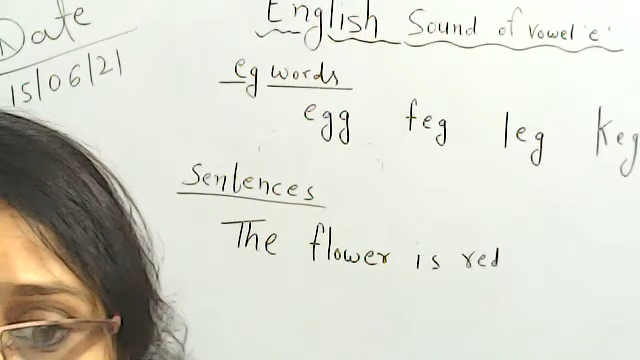 Date
15/06/21
English Sound of vowel 'e'
eg words
egg feg leg keg
Sentences
The flower is red